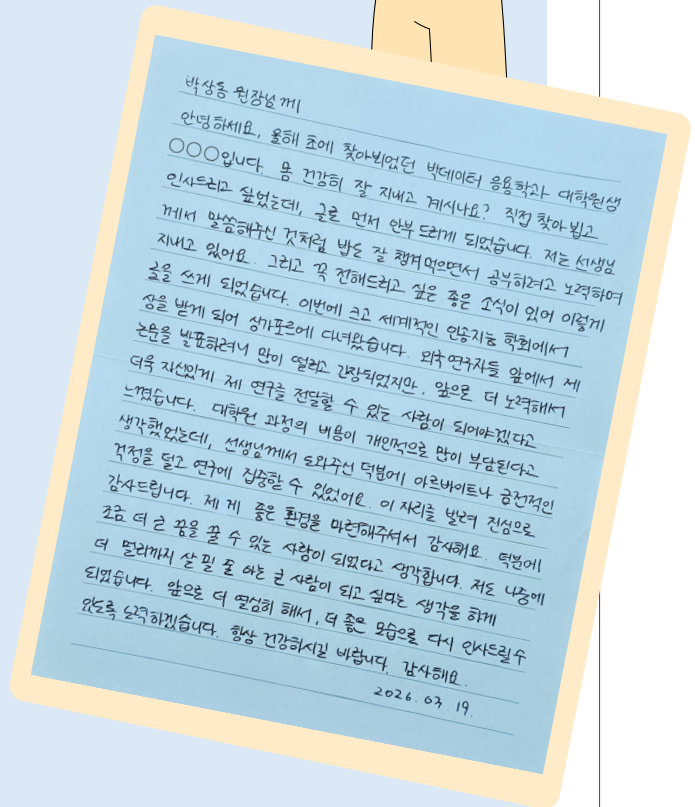 박상동 원장님께
안녕하세요, 올해 초에 찾아뵈었던 빅데이터 응용학과 대학원생
○○○입니다. 몸 건강히 잘 지내고 계시나요? 직접 찾아 뵙고
인사드리고 싶었는데, 글로 먼저 안부 드리게 되었습니다. 저는 선생님
께서 말씀해주신 것처럼 밥도 잘 챙겨먹으면서 공부하려고 노력하며
지내고 있어요. 그리고 꼭 전해드리고 싶은 좋은 소식이 있어 이렇게
글을 쓰게 되었습니다. 이번에 크고 세계적인 인공지능 학회에서
상을 받게 되어 싱가포르에 다녀왔습니다. 외국 연구자들 앞에서 제
논문을 발표하려니 많이 떨리고 긴장되었지만, 앞으로 더 노력해서
더욱 자신있게 제 연구를 전달할 수 있는 사람이 되어야겠다고
느꼈습니다. 대학원 과정의 비용이 개인적으로 많이 부담된다고
생각했었는데, 선생님께서 도와주신 덕분에 아르바이트나 금전적인
걱정을 덜고 연구에 집중할 수 있었어요. 이 자리를 빌려 진심으로
감사드립니다. 제게 좋은 환경을 마련해주셔서 감사해요. 덕분에
조금 더 큰 꿈을 꿀 수 있는 사람이 되었다고 생각합니다. 저도 나중에
더 멀리까지 살필 줄 아는 큰 사람이 되고 싶다는 생각을 하게
되었습니다. 앞으로 더 열심히 해서, 더 좋은 모습으로 다시 인사드릴 수
있도록 노력하겠습니다. 항상 건강하시길 바랍니다. 감사해요.
2026. 03. 19.